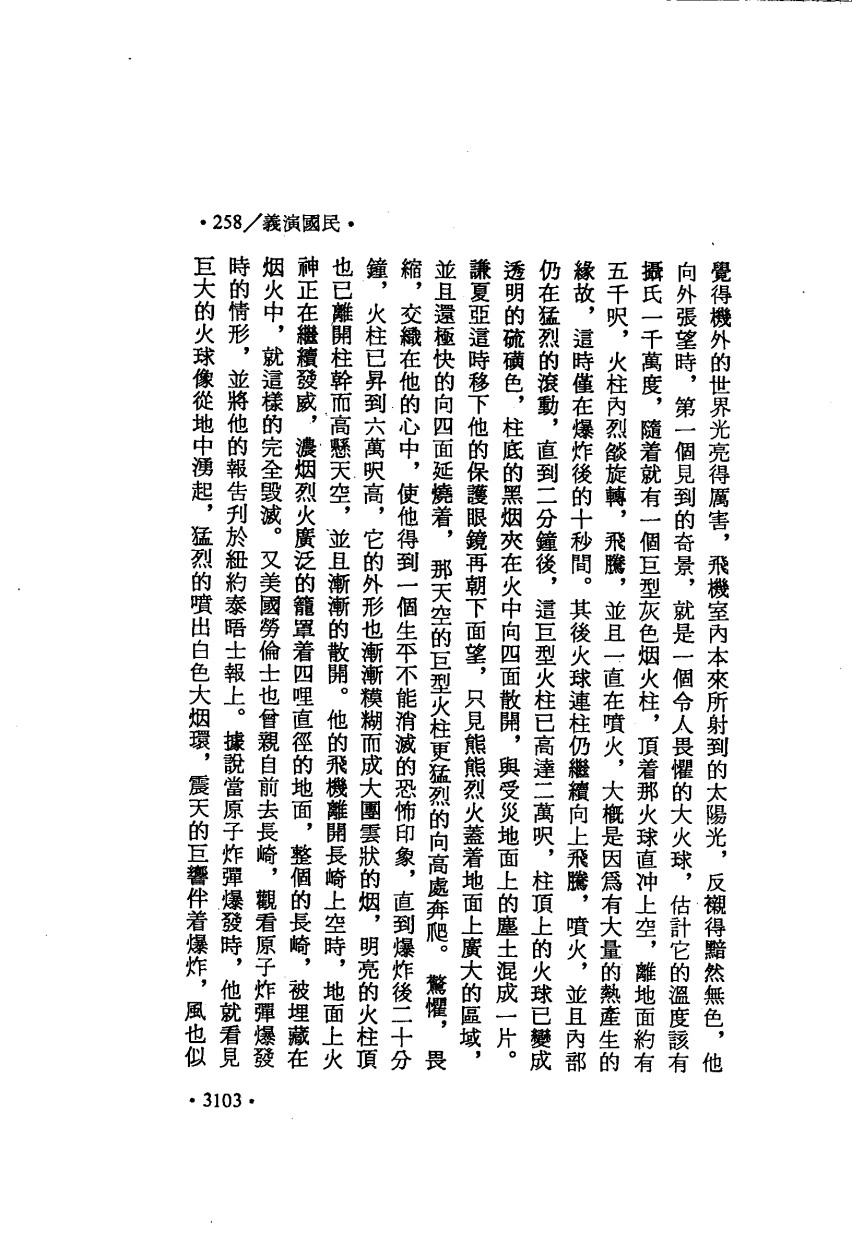 •258／義演國民•
覺得機外的世界光亮得厲害，飛機室內本來所射到的太陽光，反襯得黯然無色，他
向外張望時，第一個見到的奇景，就是一個令人畏懼的大火球，估計它的溫度該有
攝氏一千萬度，隨着就有一個巨型灰色烟火柱，頂着那火球直冲上空，離地面約有
五千呎，火柱內烈燄旋轉，飛騰，並且一直在噴火，大概是因爲有大量的熱產生的
緣故，這時僅在爆炸後的十秒間。其後火球連柱仍繼續向上飛騰，噴火，並且內部
仍在猛烈的滾動，直到二分鐘後，這巨型火柱已高達二萬呎，柱頂上的火球已變成
透明的硫磺色，柱底的黑烟夾在火中向四面散開，與受災地面上的塵土混成一片。
謙夏亞這時移下他的保護眼鏡再朝下面望，只見熊熊烈火蓋着地面上廣大的區域，
並且還極快的向四面延燒着，那天空的巨型火柱更猛烈的向高處奔爬。驚懼，畏
縮，交織在他的心中，使他得到一個生平不能消滅的恐怖印象，直到爆炸後二十分
鐘，火柱已昇到六萬呎高，它的外形也漸漸糢糊而成大團雲狀的烟，明亮的火柱頂
也已離開柱幹而高懸天空，並且漸漸的散開。他的飛機離開長崎上空時，地面上火
神正在繼續發威，濃烟烈火廣泛的籠罩着四哩直徑的地面，整個的長崎，被埋藏在
烟火中，就這樣的完全毀滅。又美國勞倫士也曾親自前去長崎，觀看原子炸彈爆發
時的情形，並將他的報告刋於紐約泰晤士報上。據說當原子炸彈爆發時，他就看見
巨大的火球像從地中湧起，猛烈的噴出白色大烟環，震天的巨響伴着爆炸，風也似
•3103•